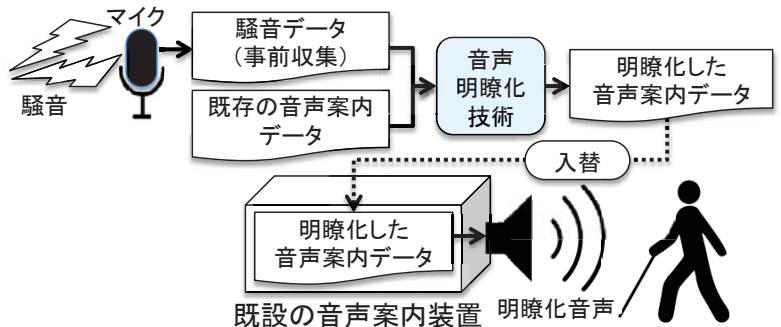 マイク
騒音
騒音データ
(事前収集)
既存の音声案内
データ
音声
明瞭化
技術
明瞭化した
音声案内データ
入替
明瞭化した
音声案内データ
既設の音声案内装置
明瞭化音声